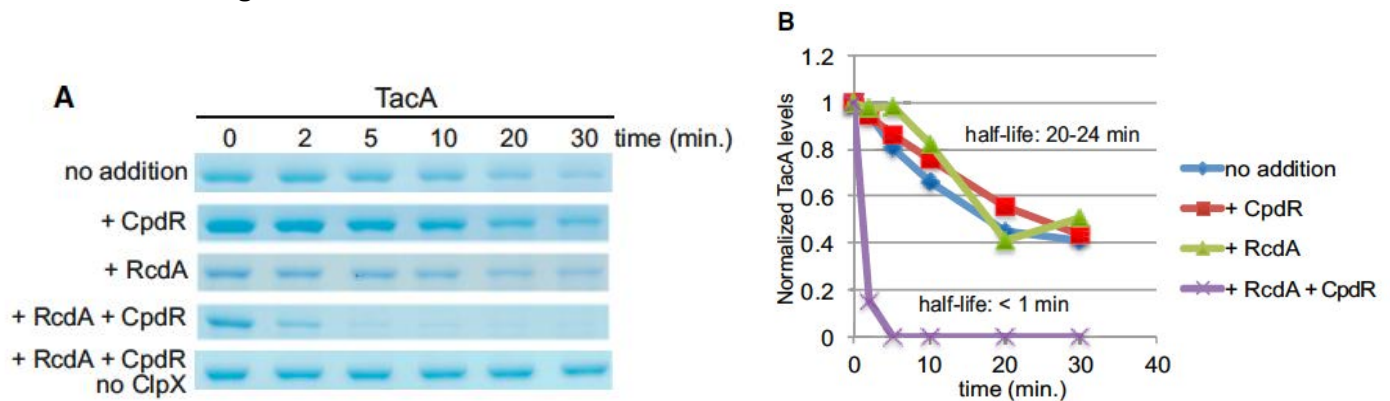 A
TacA
0 2 5 10 20 30 time (min.)
no addition
+ CpdR
+ RcdA
+ RcdA + CpdR
+ RcdA + CpdR
no ClpX
B
Normalized TacA levels
1.2
1
0.8
0.6
0.4
0.2
0
half-life: 20-24 min
half-life: < 1 min
0 10 20 30 40
time (min.)
no addition
+ CpdR
+ RcdA
+ RcdA + CpdR